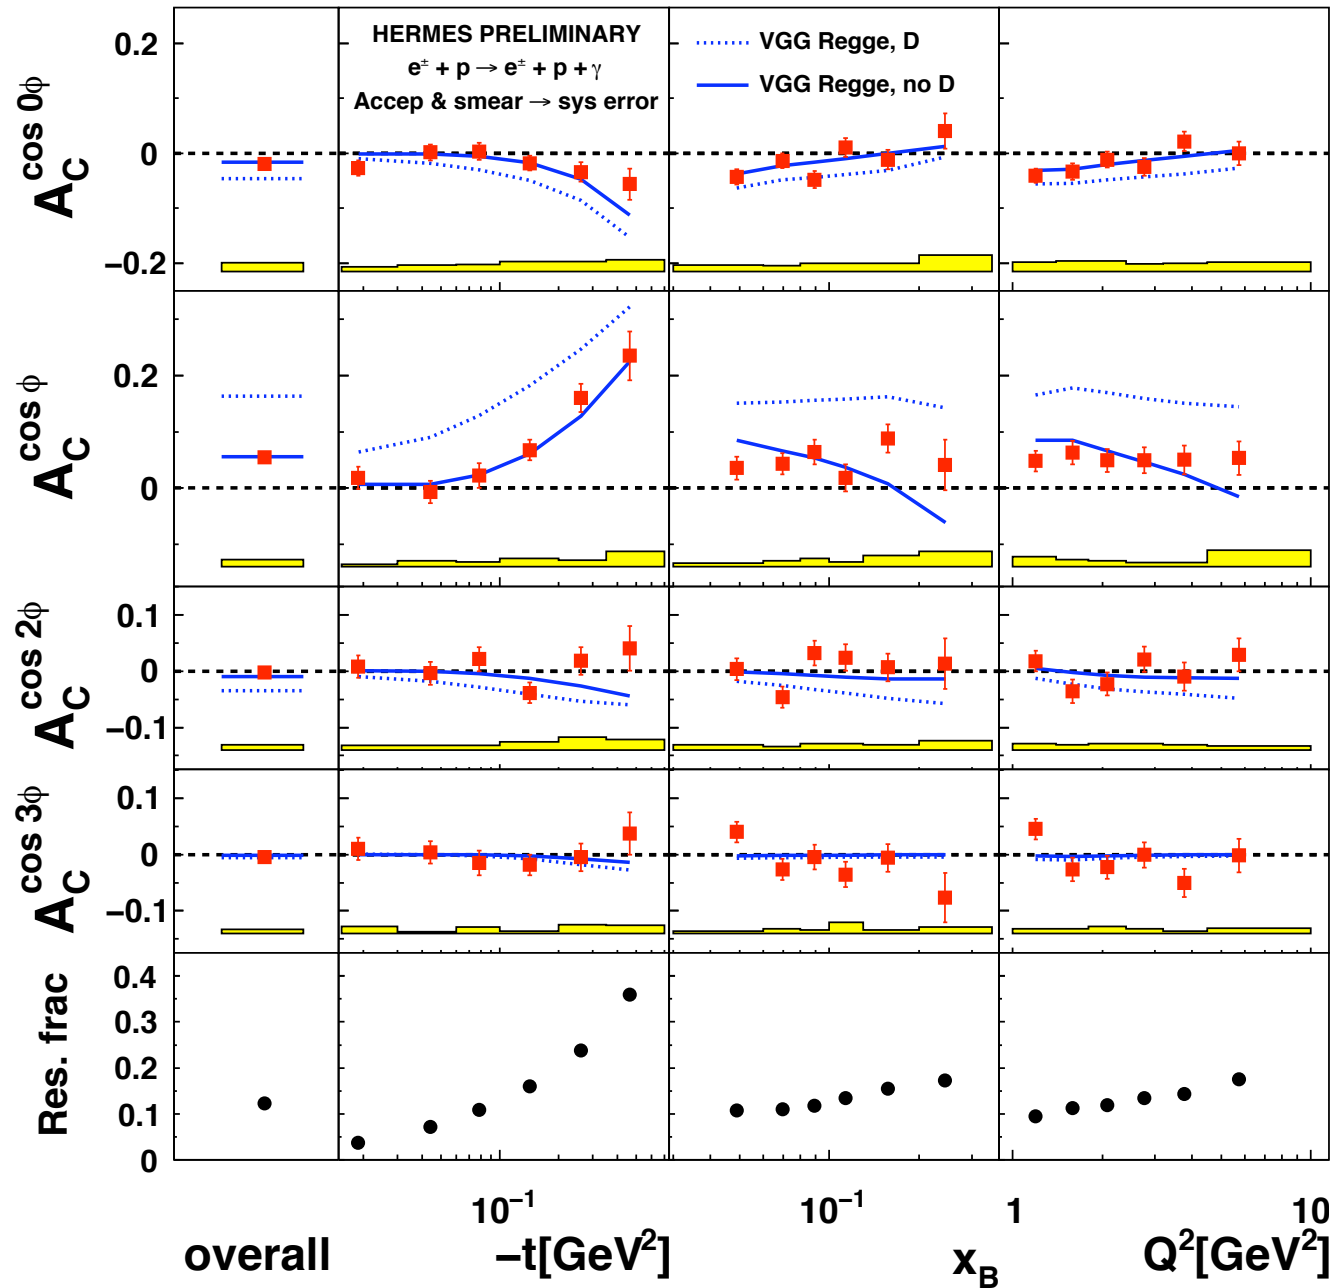 HERMES PRELIMINARY
e± + p → e± + p + γ
Accep & smear → sys error
VGG Regge, D
VGG Regge, no D
A_C^cos 0ϕ
0.2
0
−0.2
A_C^cos ϕ
0.2
0
A_C^cos 2ϕ
0.1
0
−0.1
A_C^cos 3ϕ
0.1
0
−0.1
Res. frac
0.4
0.3
0.2
0.1
0
10⁻¹
10⁻¹
1
10
overall
−t[GeV²]
x_B
Q²[GeV²]